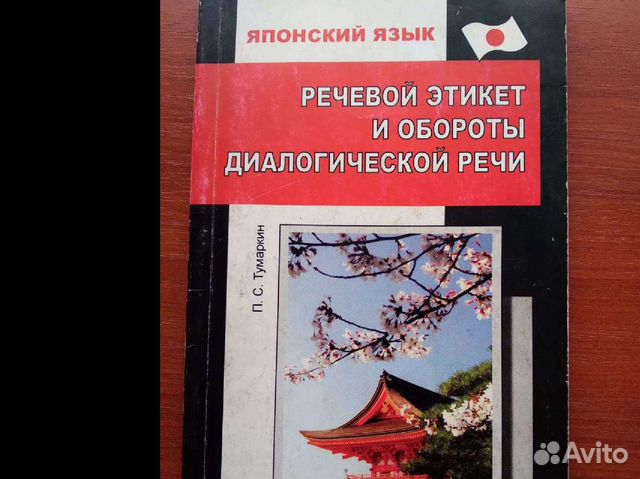 ЯПОНСКИЙ ЯЗЫК
РЕЧЕВОЙ ЭТИКЕТ
И ОБОРОТЫ
ДИАЛОГИЧЕСКОЙ РЕЧИ
П. С. Тумаркин
Avito